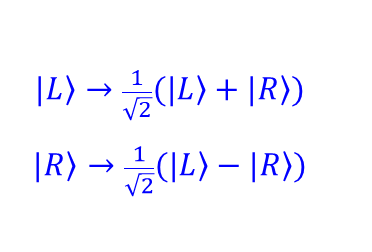 |L⟩ → 1/√2 (|L⟩ + |R⟩)
|R⟩ → 1/√2 (|L⟩ − |R⟩)